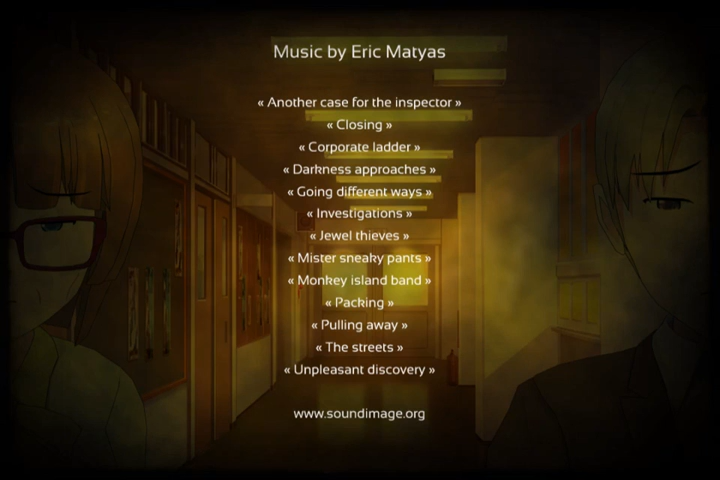 Music by Eric Matyas
« Another case for the inspector »
« Closing »
« Corporate ladder »
« Darkness approaches »
« Going different ways »
« Investigations »
« Jewel thieves »
« Mister sneaky pants »
« Monkey island band »
« Packing »
« Pulling away »
« The streets »
« Unpleasant discovery »
www.soundimage.org